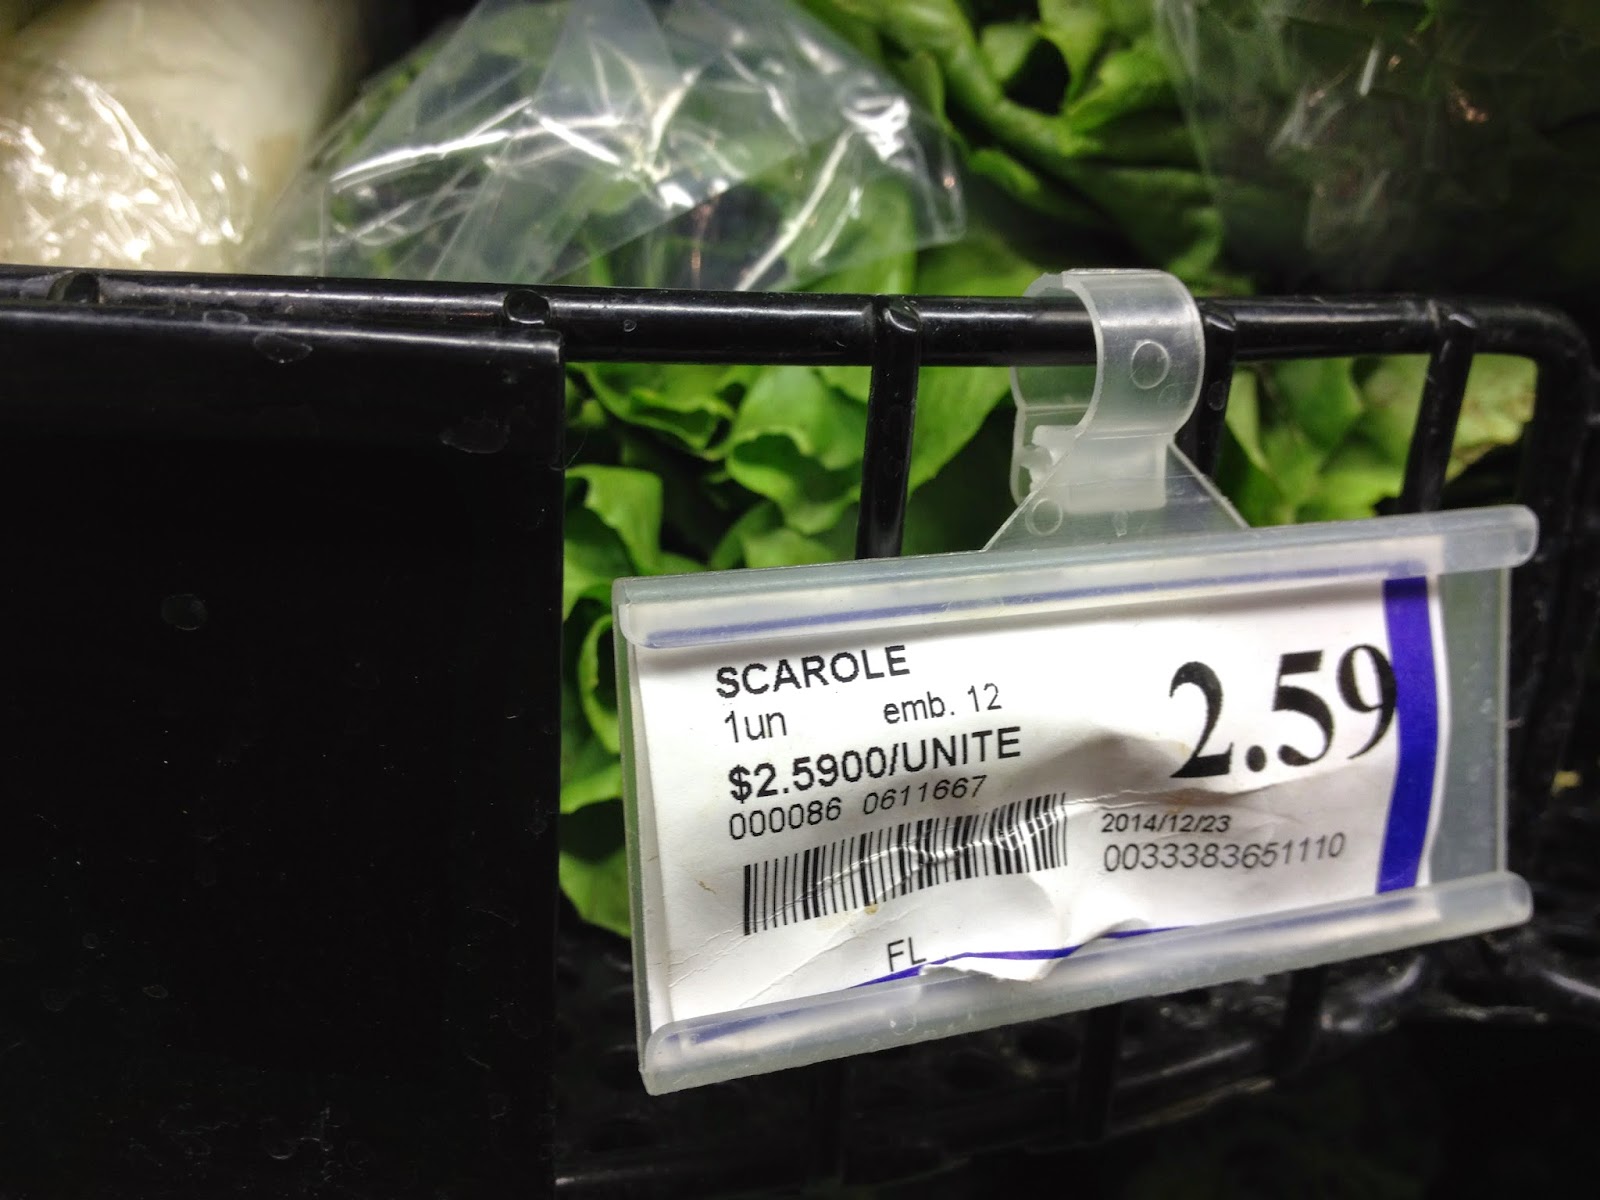 SCAROLE
1un emb. 12
$2.5900/UNITE
000086 0611667
2.59
2014/12/23
0033383651110
FL